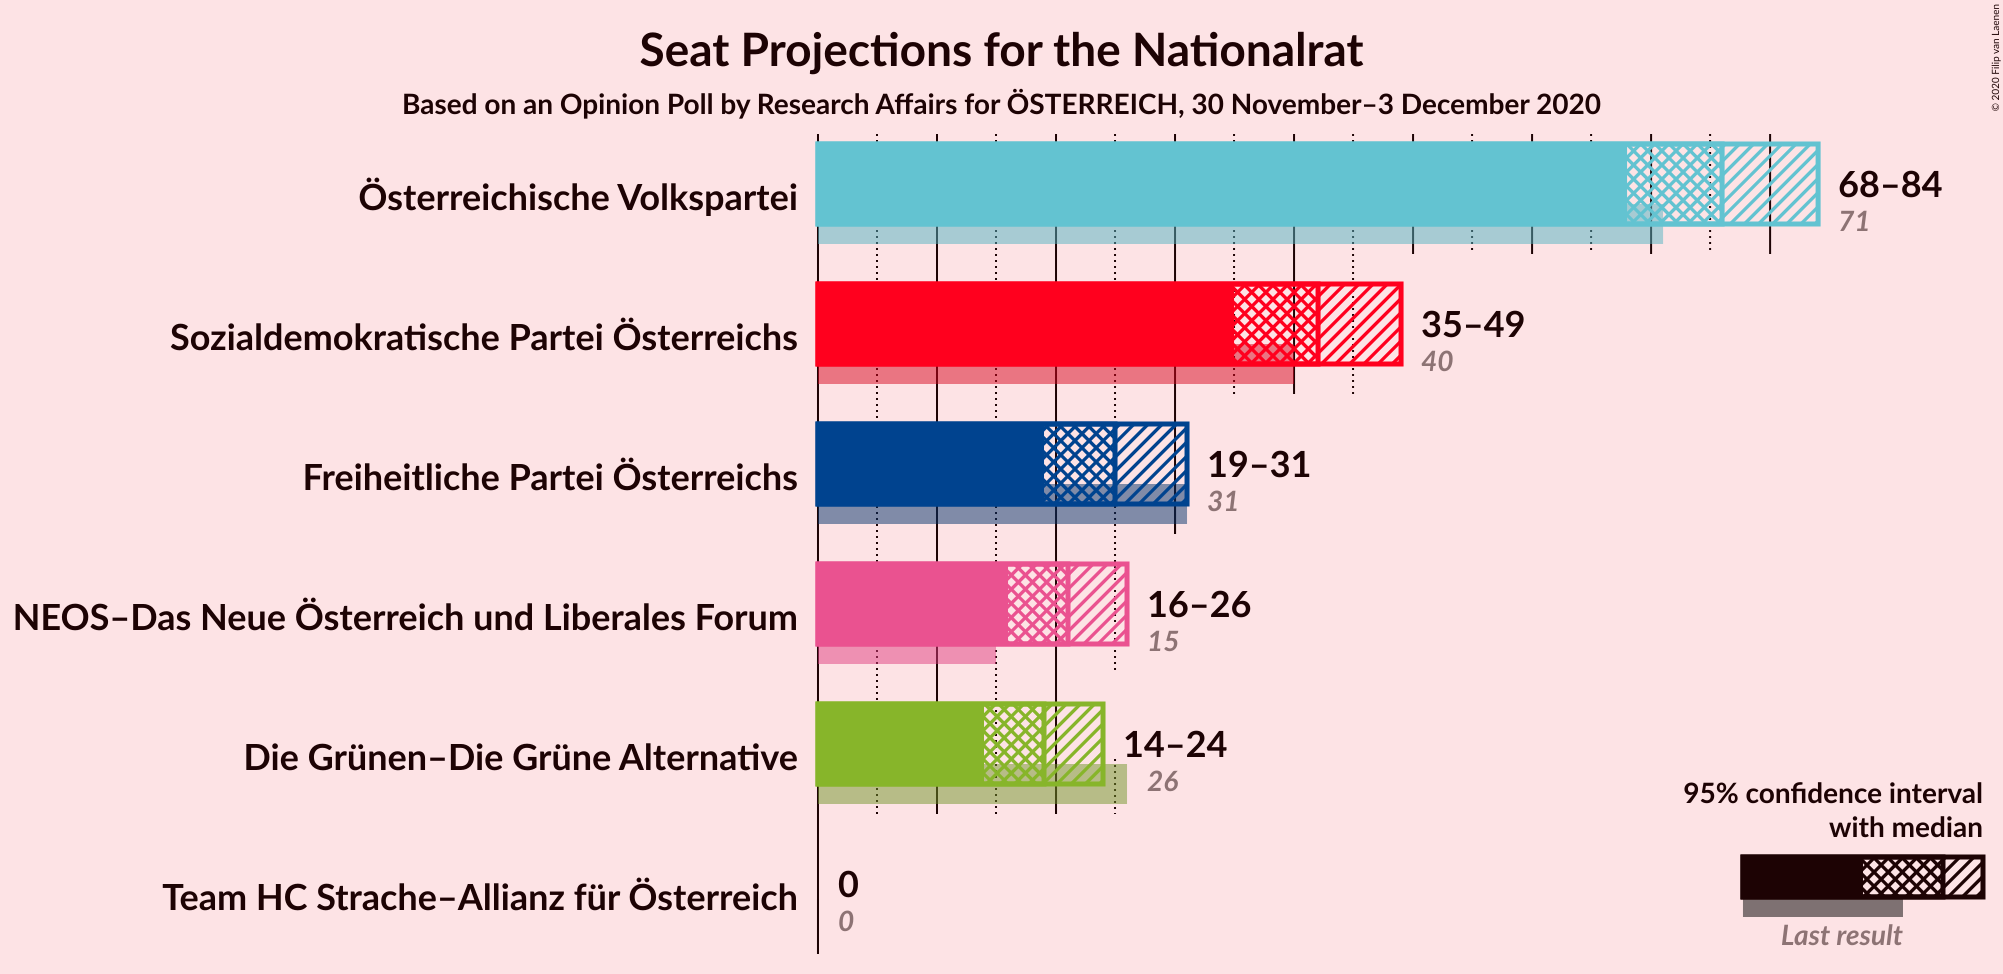 Seat Projections for the Nationalrat
Based on an Opinion Poll by Research Affairs for ÖSTERREICH, 30 November–3 December 2020
© 2020 Filip van Laenen
Österreichische Volkspartei
68–84
71
Sozialdemokratische Partei Österreichs
35–49
40
Freiheitliche Partei Österreichs
19–31
31
NEOS–Das Neue Österreich und Liberales Forum
16–26
15
Die Grünen–Die Grüne Alternative
14–24
26
Team HC Strache–Allianz für Österreich
0
0
95% confidence interval
with median
Last result